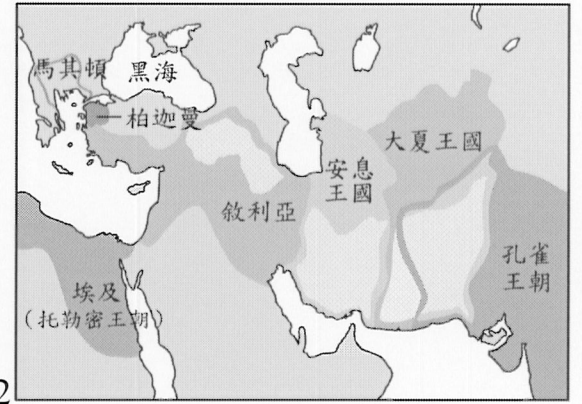 馬其頓
黑海
柏迦曼
大夏王國
安息
王國
敘利亞
孔雀
王朝
埃及
(托勒密王朝)
2